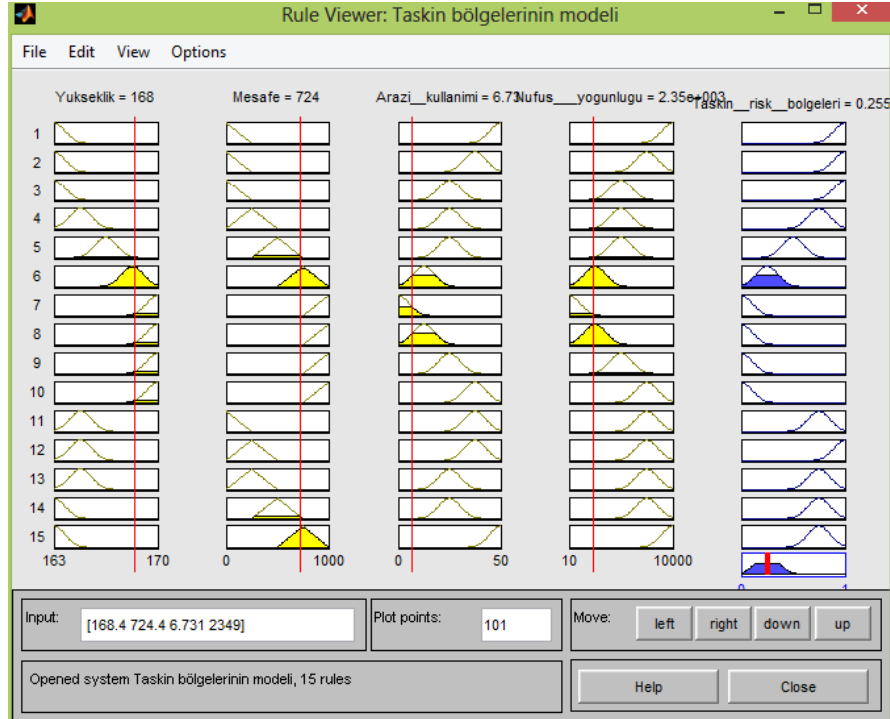 Rule Viewer: Taskin bölgelerinin modeli
File Edit View Options
Yukseklik = 168 Mesafe = 724 Arazi__kullanimi = 6.73 Nufus___yogunlugu = 2.35e+003 Taskin__risk__bolgeleri = 0.255
1
2
3
4
5
6
7
8
9
10
11
12
13
14
15
163 170 0 1000 0 50 10 10000
0 1
Input: [168.4 724.4 6.731 2349] Plot points: 101 Move: left right down up
Opened system Taskin bölgelerinin modeli, 15 rules Help Close